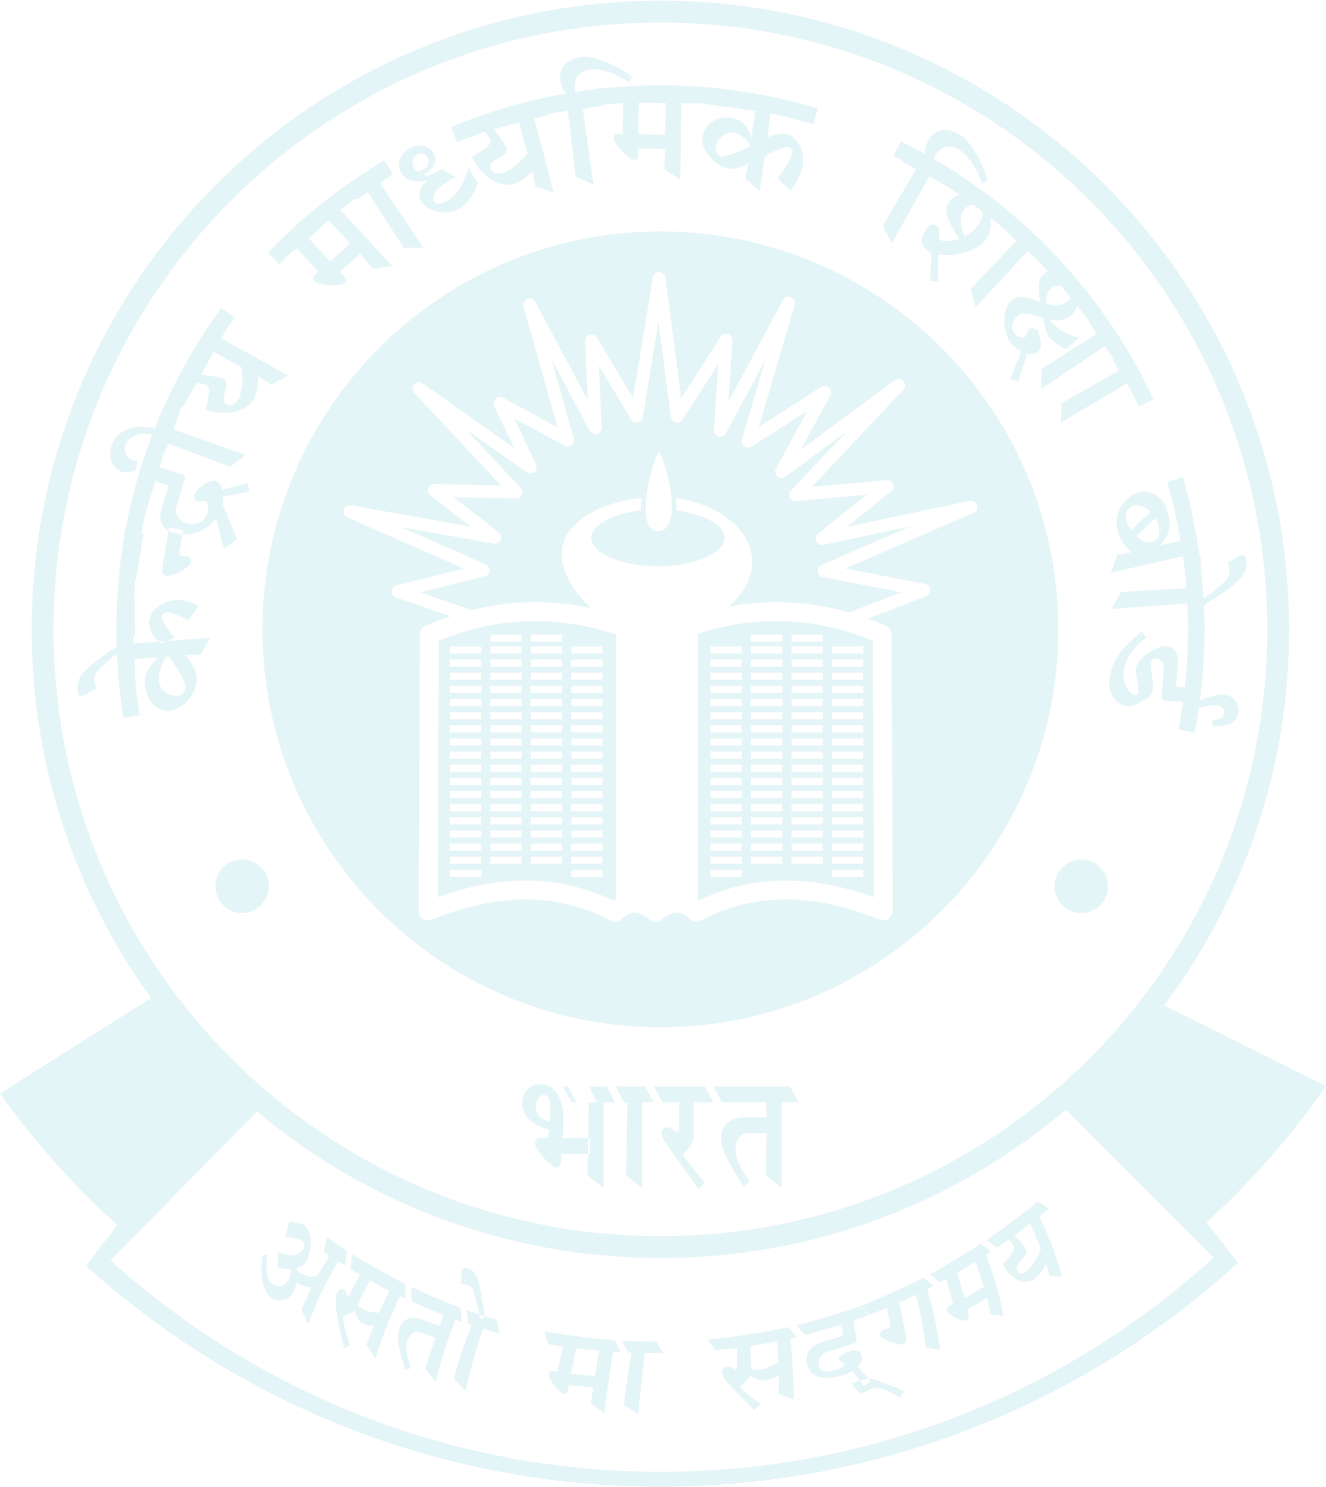 केन्द्रीय माध्यमिक शिक्षा बोर्ड
भारत
असतो मा सद्गमय